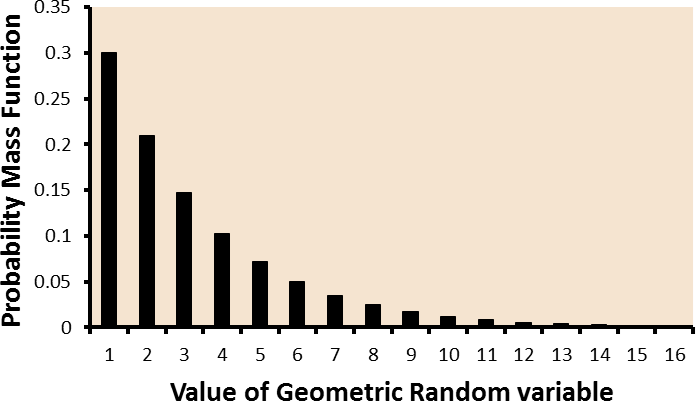 Probability Mass Function
0.35
0.3
0.25
0.2
0.15
0.1
0.05
0
1 2 3 4 5 6 7 8 9 10 11 12 13 14 15 16
Value of Geometric Random variable